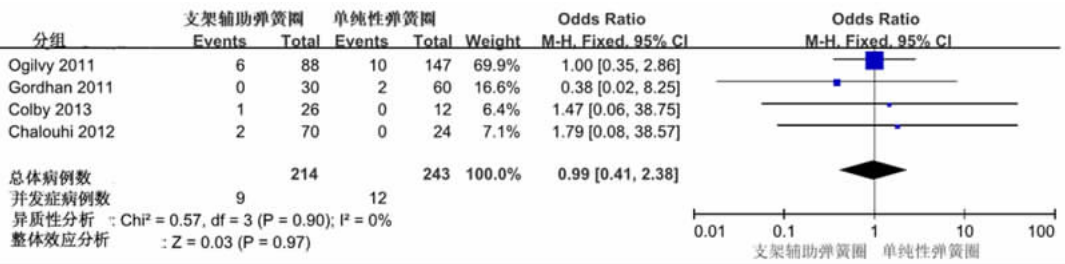 支架辅助弹簧圈 单纯性弹簧圈 Odds Ratio Odds Ratio
分组 Events Total Events Total Weight M-H, Fixed, 95% CI M-H, Fixed, 95% CI
Ogilvy 2011 6 88 10 147 69.9% 1.00 [0.35, 2.86]
Gordhan 2011 0 30 2 60 16.6% 0.38 [0.02, 8.25]
Colby 2013 1 26 0 12 6.4% 1.47 [0.06, 38.75]
Chalouhi 2012 2 70 0 24 7.1% 1.79 [0.08, 38.57]
总体病例数 214 243 100.0% 0.99 [0.41, 2.38]
并发症病例数 9 12
异质性分析 : Chi² = 0.57, df = 3 (P = 0.90); I² = 0%
整体效应分析 : Z = 0.03 (P = 0.97)
0.01 0.1 1 10 100
支架辅助弹簧圈 单纯性弹簧圈